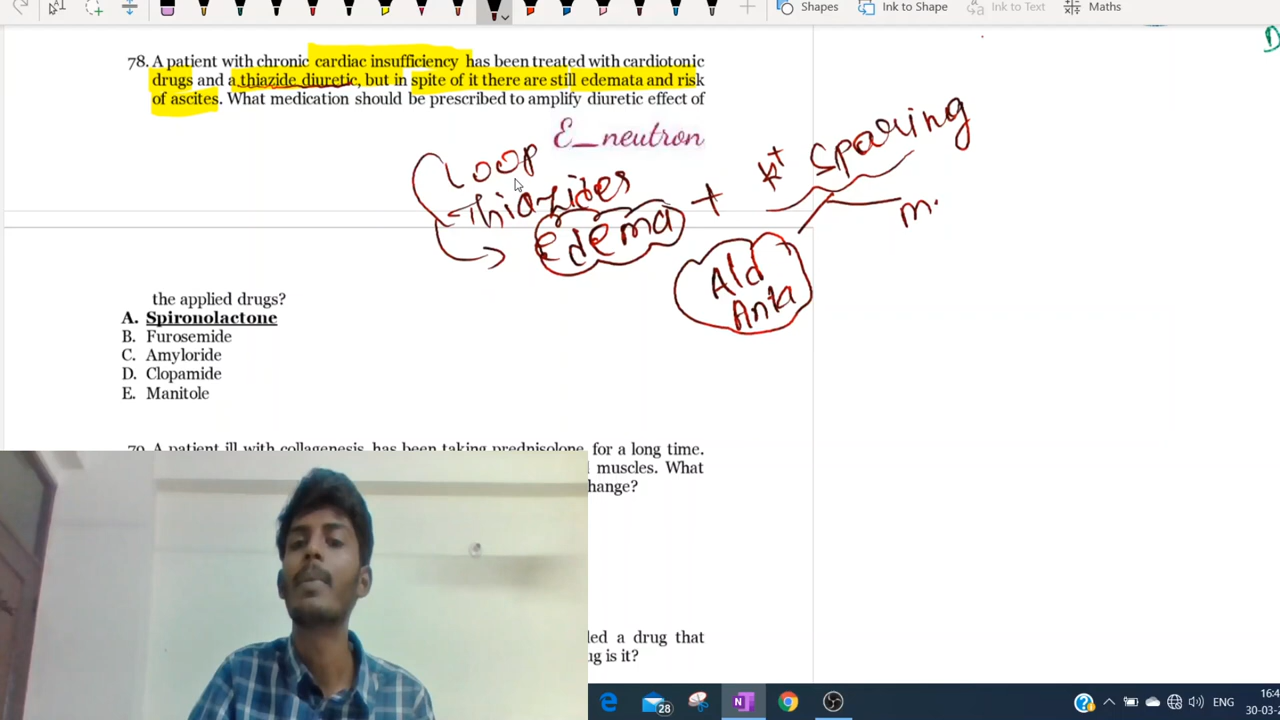 Shapes
Ink to Shape
Ink to Text
Maths
78. A patient with chronic cardiac insufficiency has been treated with cardiotonic
drugs and a thiazide diuretic, but in spite of it there are still edemata and risk
of ascites. What medication should be prescribed to amplify diuretic effect of
E_neutron
Loop
Thiazides
edema + K+ sparing
m.
Ald
Anta
the applied drugs?
A. Spironolactone
B. Furosemide
C. Amyloride
D. Clopamide
E. Manitole
79. A patient ill with collagenesis has been taking prednisolone for a long time.
muscles. What
hange?
led a drug that
ug is it?
28
ENG
16:4
30-03-2